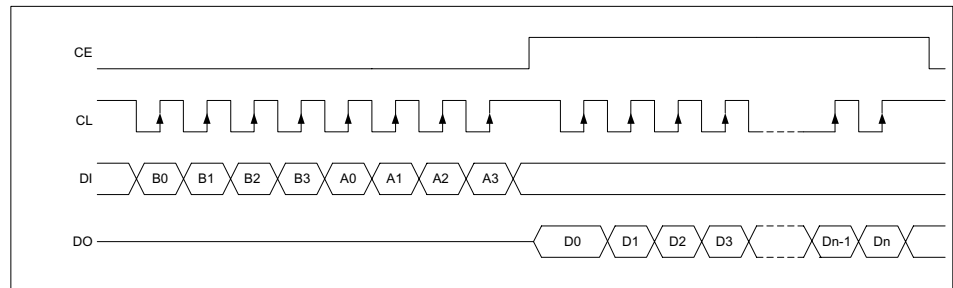 CE
CL
DI B0 B1 B2 B3 A0 A1 A2 A3
DO D0 D1 D2 D3 Dn-1 Dn